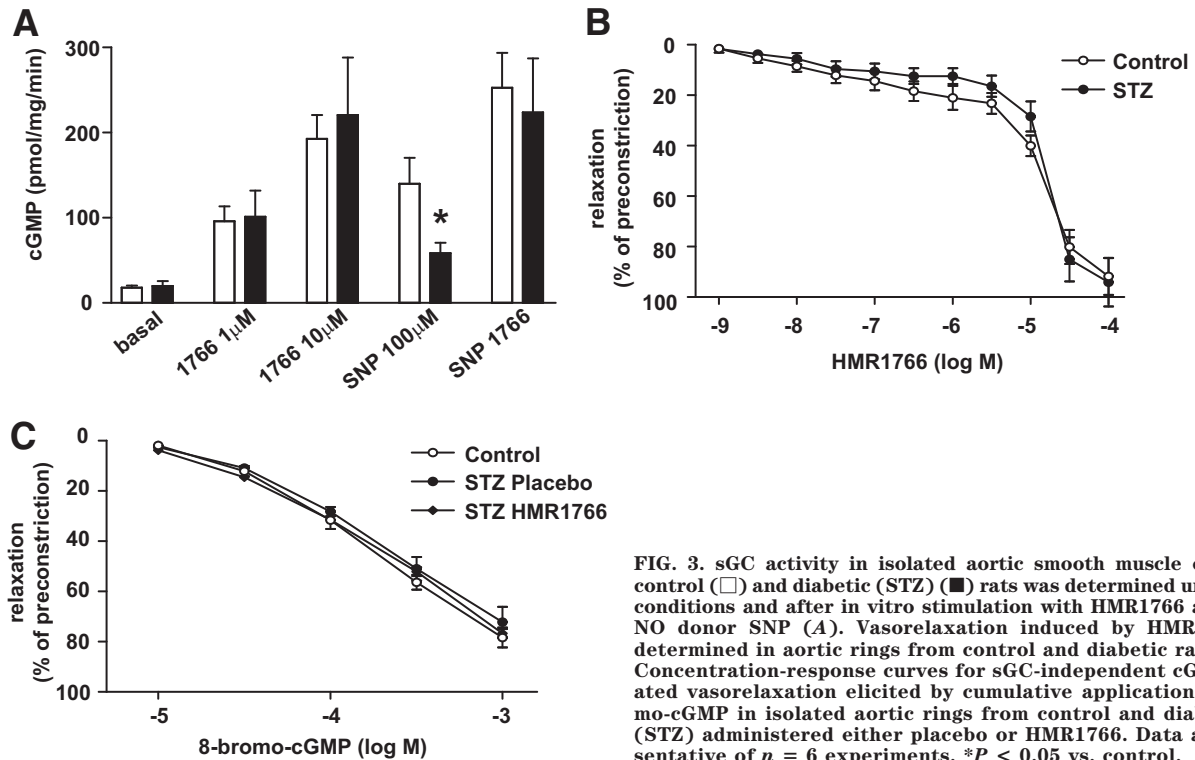 A
cGMP (pmol/mg/min)
300
200
100
0
basal
1766 1µM
1766 10µM
SNP 100µM
SNP 1766
*
B
relaxation
(% of preconstriction)
0
20
40
60
80
100
-9 -8 -7 -6 -5 -4
HMR1766 (log M)
Control
STZ
C
relaxation
(% of preconstriction)
0
20
40
60
80
100
-5 -4 -3
8-bromo-cGMP (log M)
Control
STZ Placebo
STZ HMR1766
FIG. 3. sGC activity in isolated aortic smooth muscle
control (□) and diabetic (STZ) (■) rats was determined
conditions and after in vitro stimulation with HMR1766
NO donor SNP (A). Vasorelaxation induced by
determined in aortic rings from control and diabetic
Concentration-response curves for sGC-independent
ated vasorelaxation elicited by cumulative application
mo-cGMP in isolated aortic rings from control and
(STZ) administered either placebo or HMR1766. Data
sentative of n = 6 experiments. *P < 0.05 vs. control.